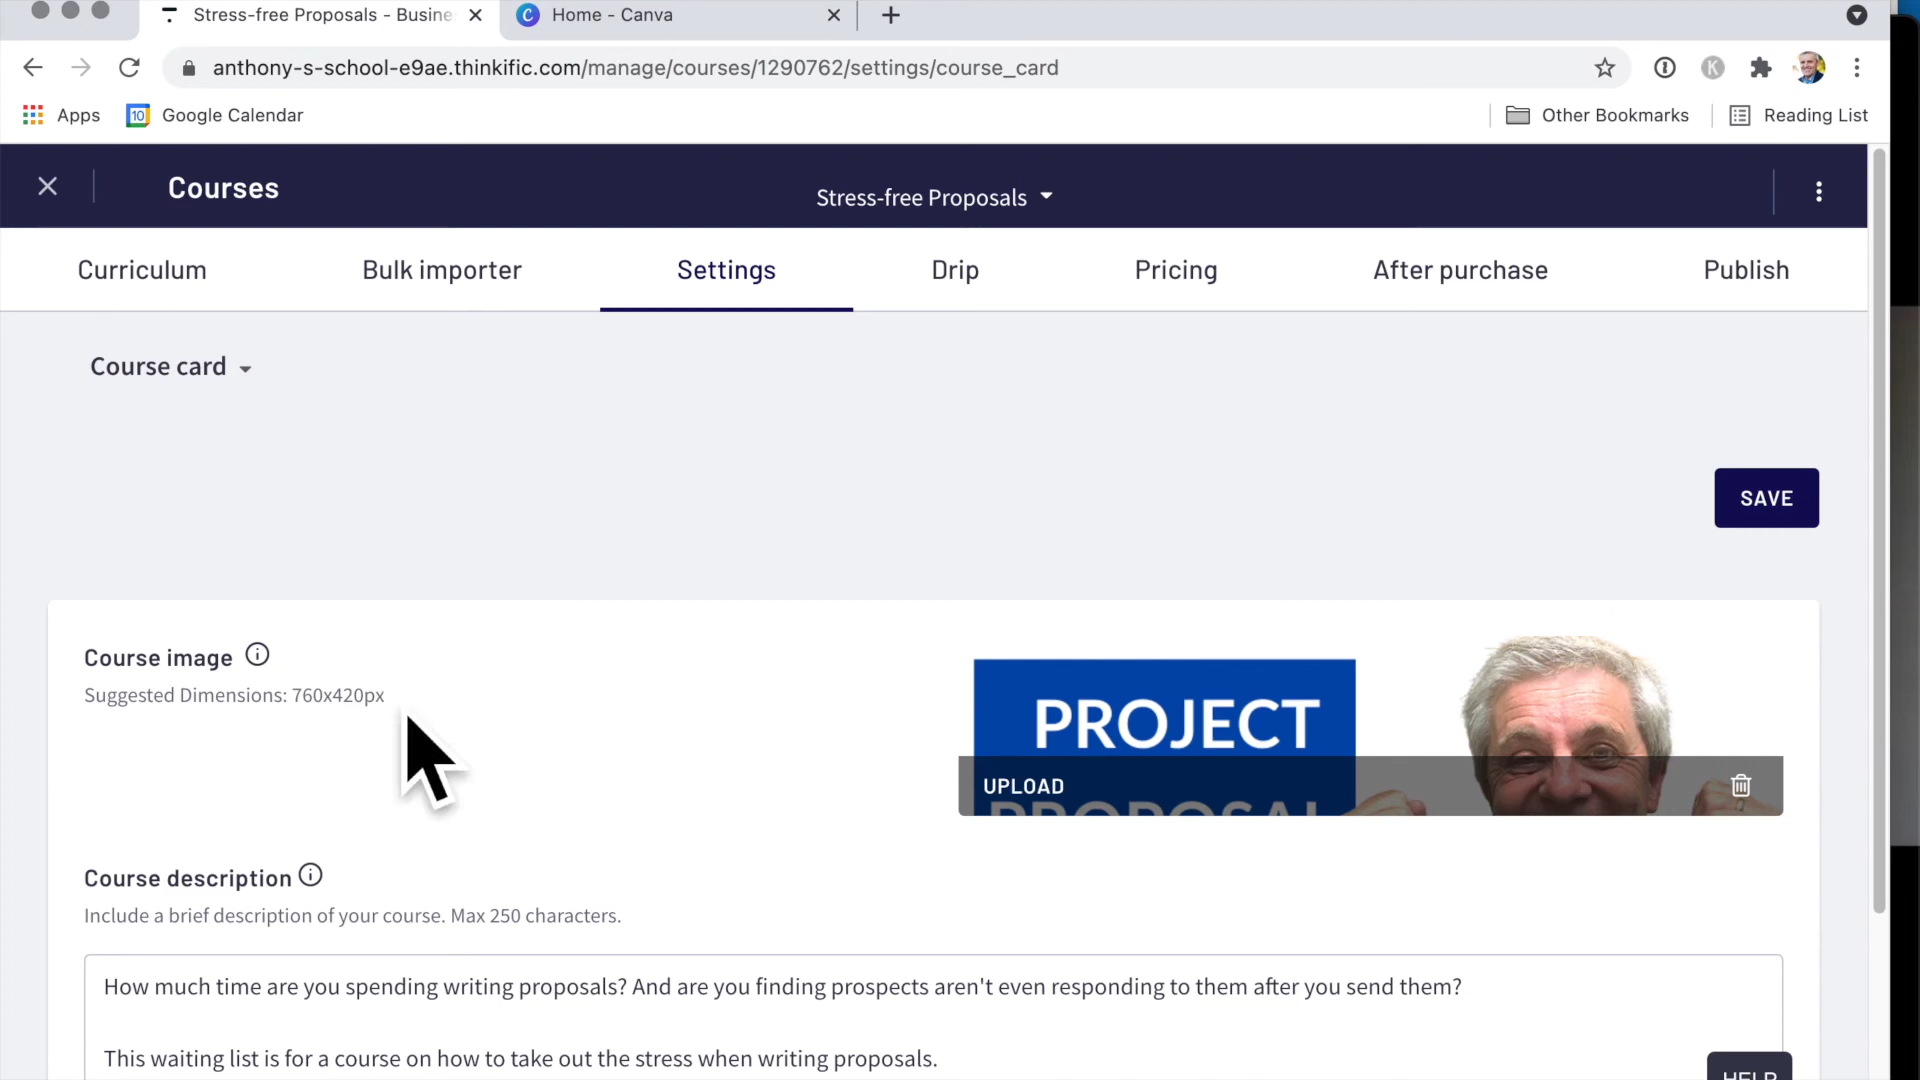 Stress-free Proposals - Busine
Home - Canva
anthony-s-school-e9ae.thinkific.com/manage/courses/1290762/settings/course_card
Apps
10
Google Calendar
Other Bookmarks
Reading List
Courses
Stress-free Proposals
Curriculum
Bulk importer
Settings
Drip
Pricing
After purchase
Publish
Course card
SAVE
Course image
Suggested Dimensions: 760x420px
PROJECT
UPLOAD
PROPOSAL
Course description
Include a brief description of your course. Max 250 characters.
How much time are you spending writing proposals? And are you finding prospects aren't even responding to them after you send them?
This waiting list is for a course on how to take out the stress when writing proposals.
HELP